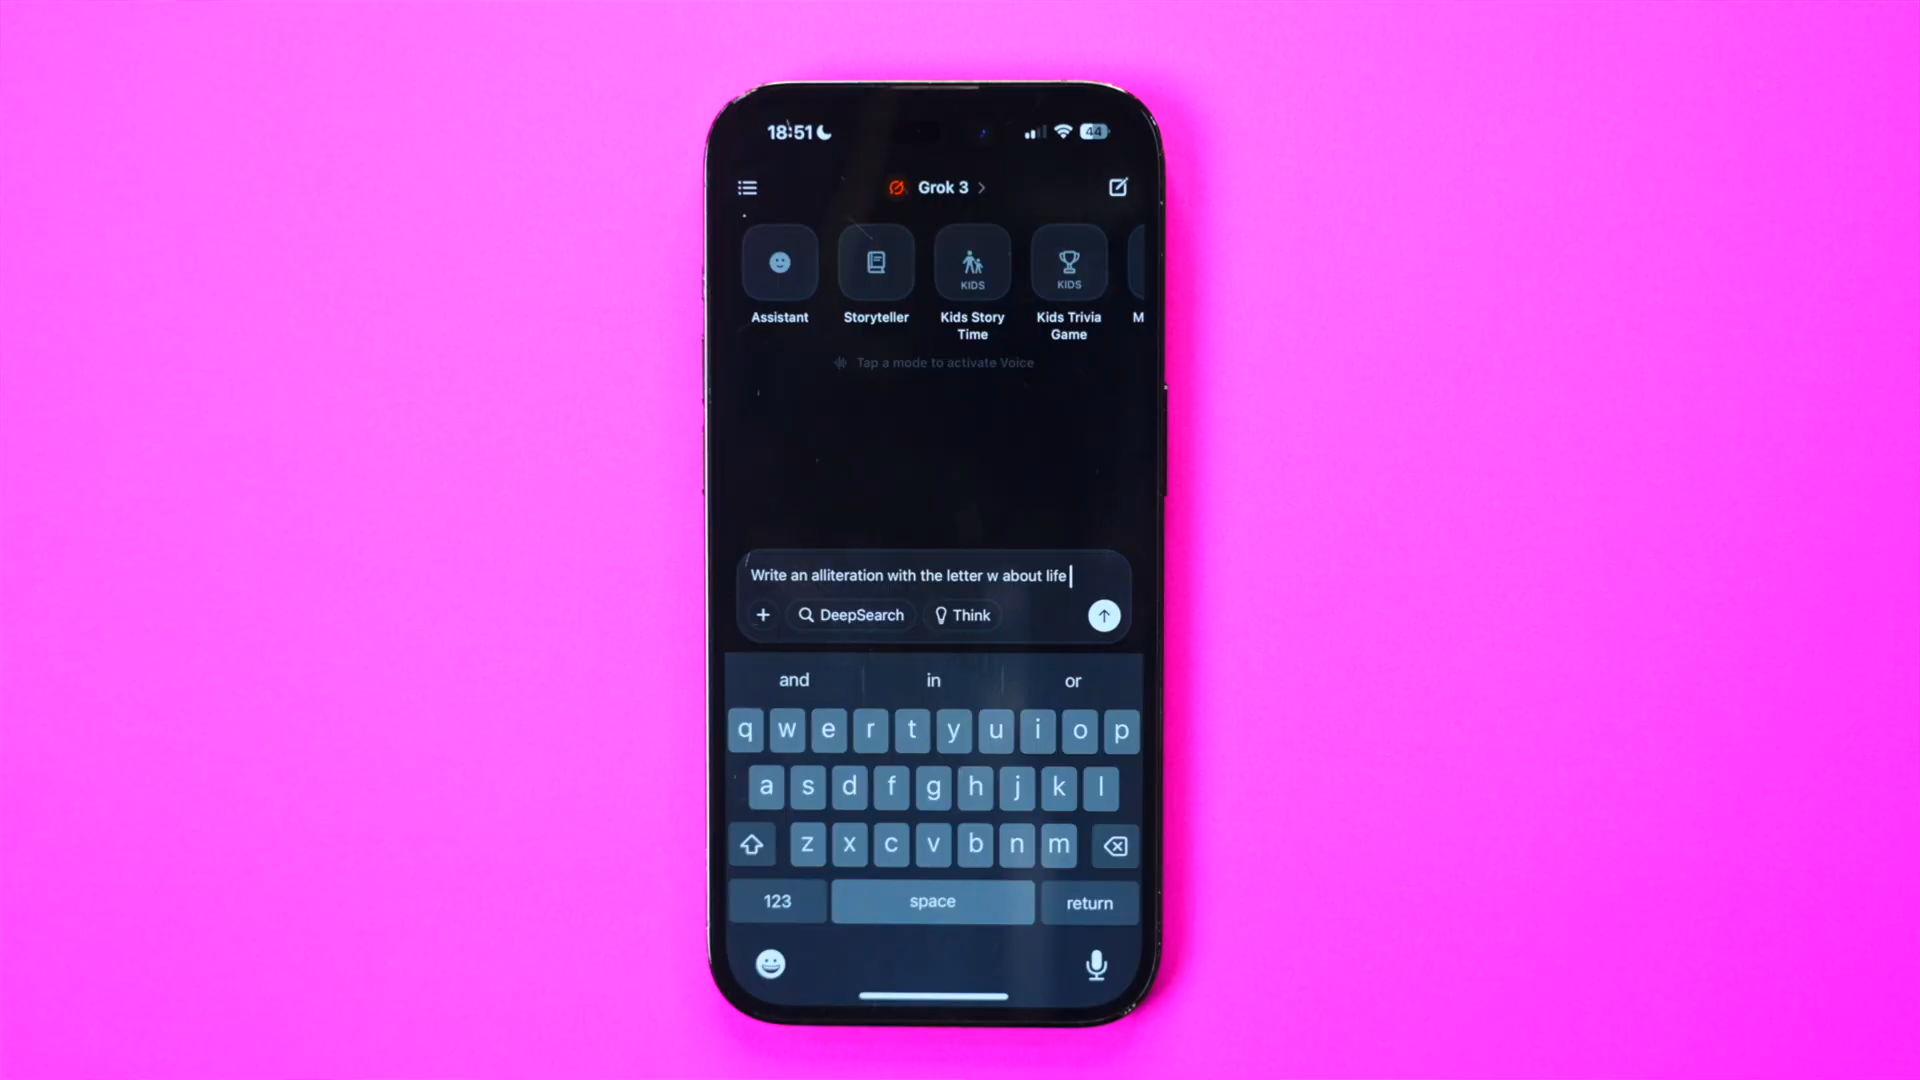 18:51 44
Grok 3
KIDS KIDS
Assistant Storyteller Kids Story Time Kids Trivia Game M
Tap a mode to activate Voice
Write an alliteration with the letter w about life
DeepSearch Think
and in or
q w e r t y u i o p
a s d f g h j k l
z x c v b n m
123 space return